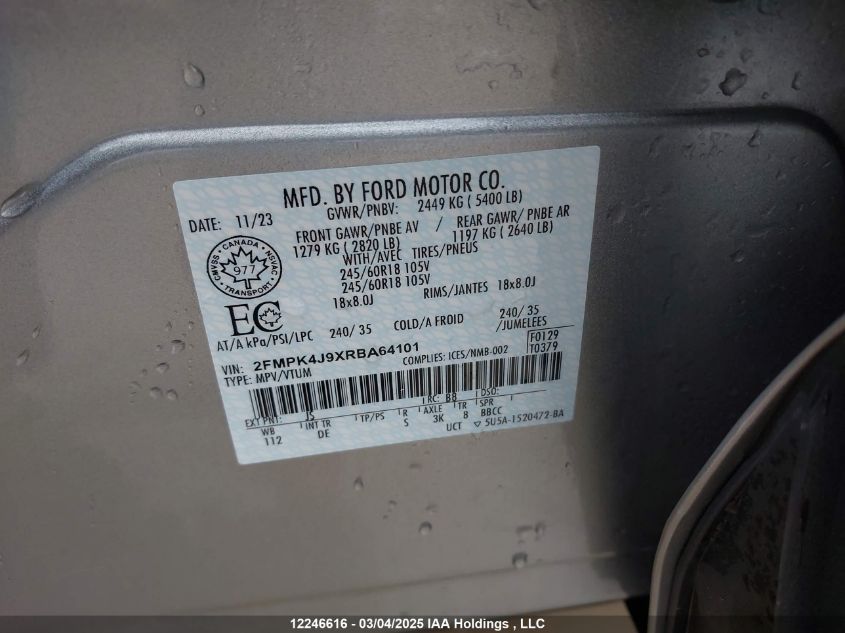 MFD. BY FORD MOTOR CO.
DATE: 11/23 GVWR/PNBV: 2449 KG ( 5400 LB)
FRONT GAWR/PNBE AV / REAR GAWR/ PNBE AR
1279 KG ( 2820 LB) 1197 KG ( 2640 LB)
WITH/AVEC TIRES/PNEUS
245/60R18 105V
245/60R18 105V
18x8.0J RIMS/JANTES 18x8.0J
CANADA
CMVSS NSVAC
977
TRANSPORT
EC
AT/A kPa/PSI/LPC 240/ 35 COLD/A FROID 240/ 35 /JUMELEES
VIN: 2FMPK4J9XRBA64101 COMPLIES: ICES/NMB-002
TYPE: MPV/VTUM
F0129
T0379
EXT PNT: JS RC: 88 DSO:
WB INT TR TP/PS R AXLE TR SPR
112 DE S 3K 8 BBCC
UCT ▽ 5U5A-1520472-BA
12246616 - 03/04/2025 IAA Holdings , LLC